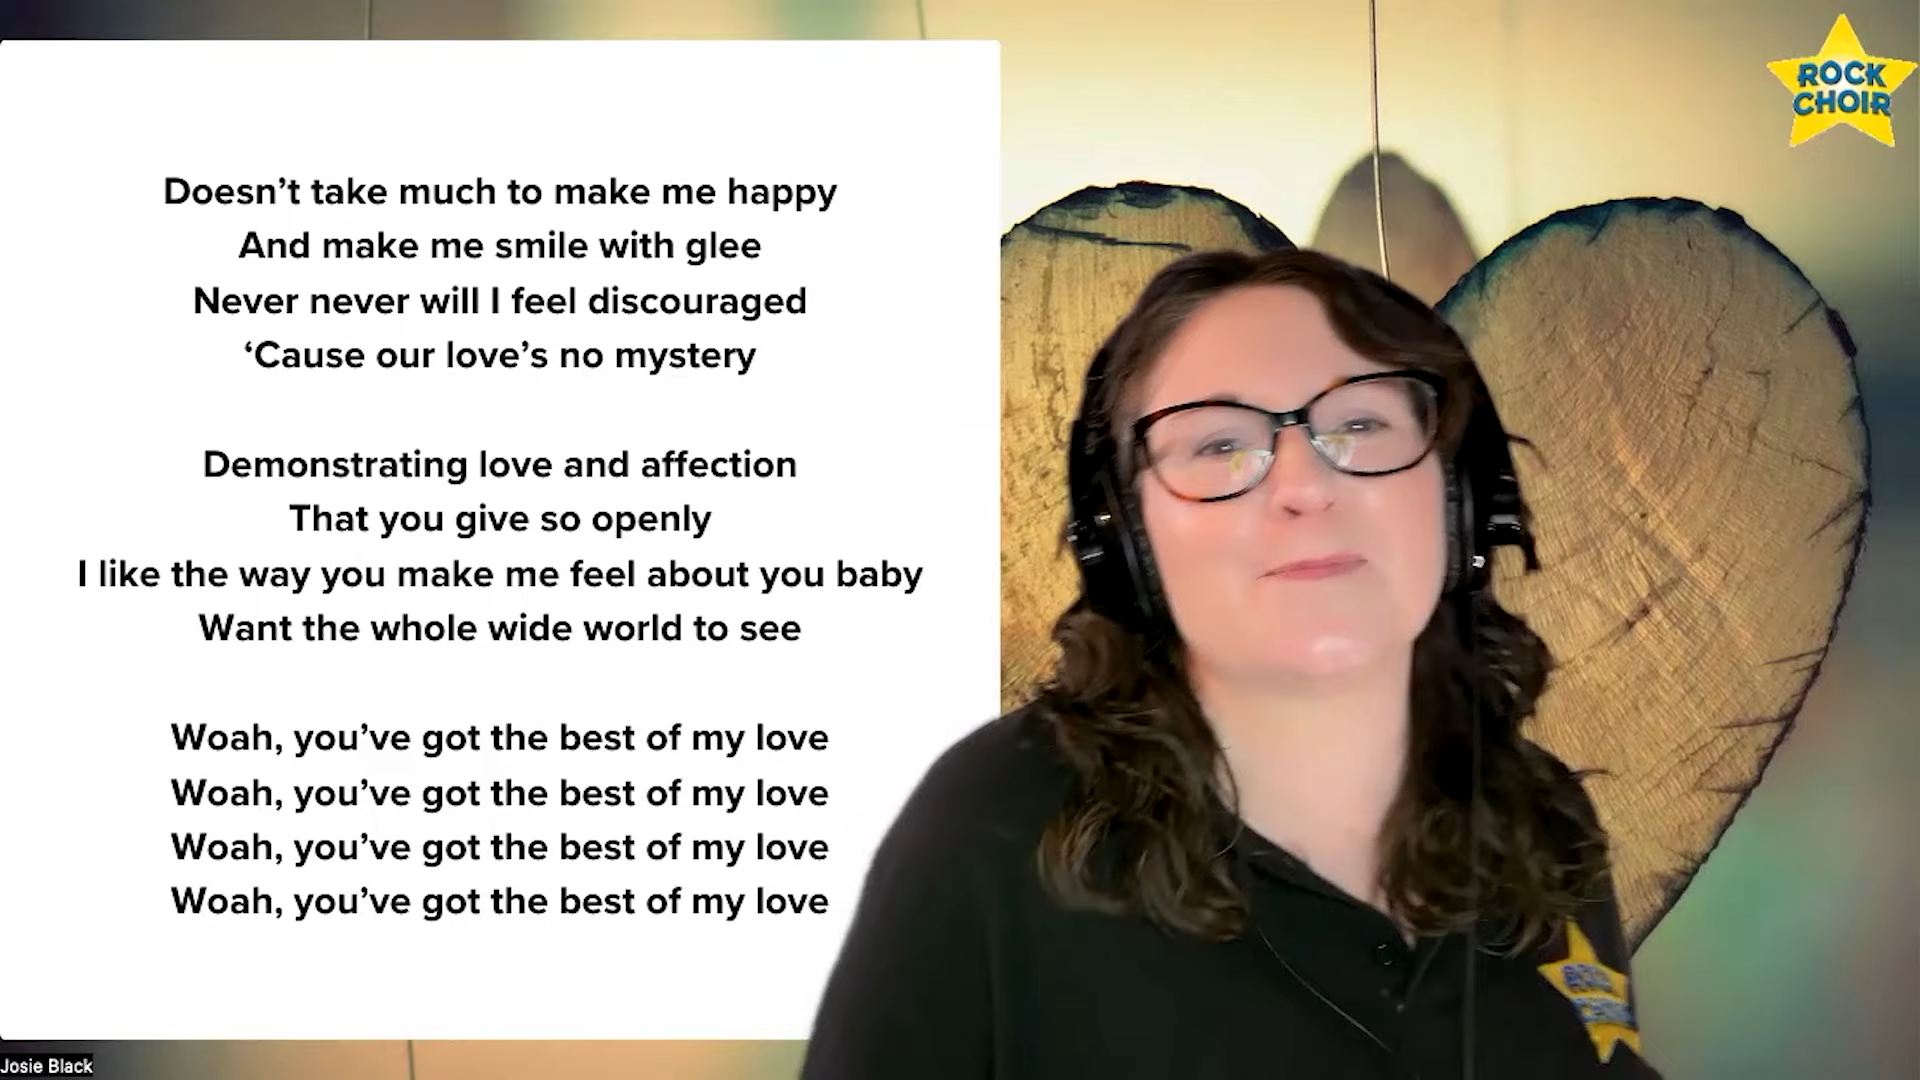 Doesn’t take much to make me happy
And make me smile with glee
Never never will I feel discouraged
‘Cause our love’s no mystery
Demonstrating love and affection
That you give so openly
I like the way you make me feel about you baby
Want the whole wide world to see
Woah, you’ve got the best of my love
Woah, you’ve got the best of my love
Woah, you’ve got the best of my love
Woah, you’ve got the best of my love
ROCK
CHOIR
ROCK
CHOIR
Josie Black